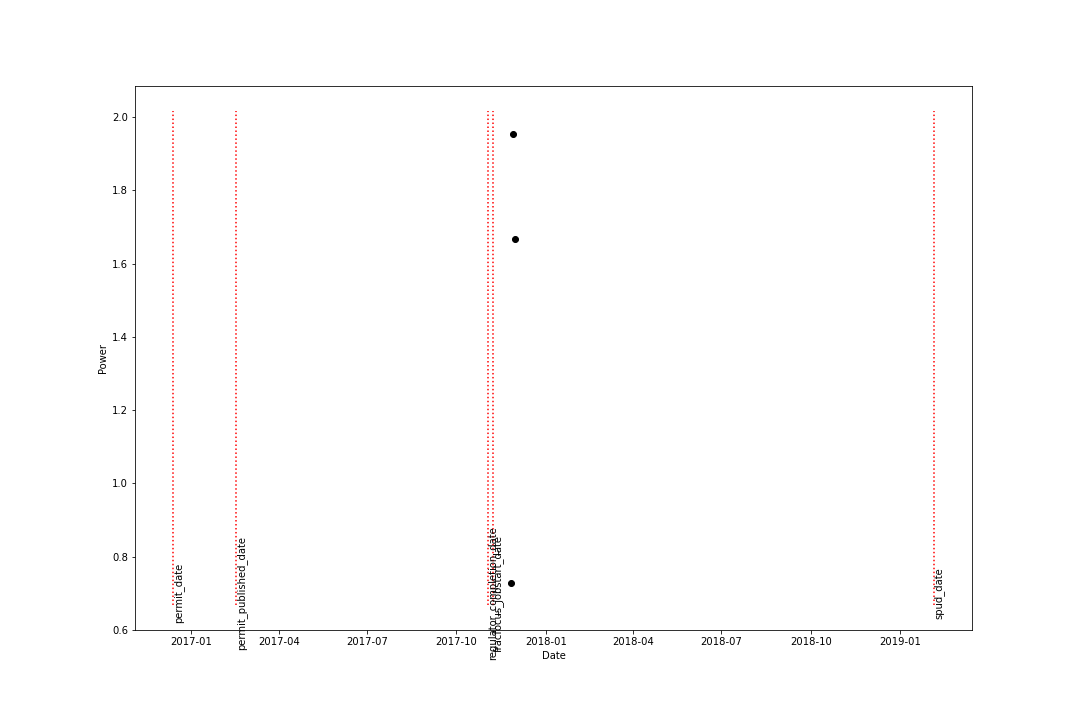 2.0
1.8
1.6
1.4
1.2
1.0
0.8
0.6
Power
permit_date
permit_published_date
regulator_completion_date
fracfocus_jobstart_date
spud_date
2017-01 2017-04 2017-07 2017-10 2018-01 2018-04 2018-07 2018-10 2019-01
Date